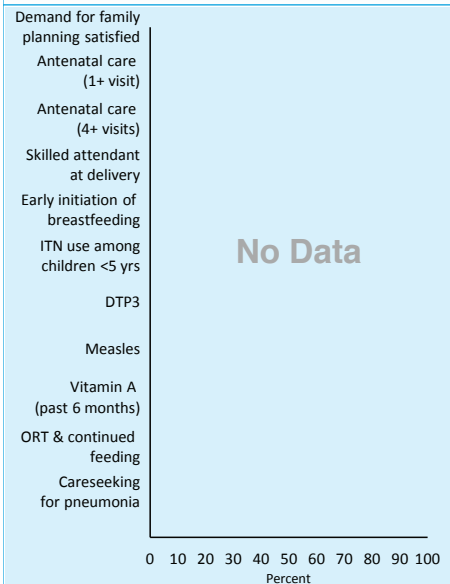 Demand for family
planning satisfied
Antenatal care
(1+ visit)
Antenatal care
(4+ visits)
Skilled attendant
at delivery
Early initiation of
breastfeeding
ITN use among
children <5 yrs
No Data
DTP3
Measles
Vitamin A
(past 6 months)
ORT & continued
feeding
Careseeking
for pneumonia
0 10 20 30 40 50 60 70 80 90 100
Percent